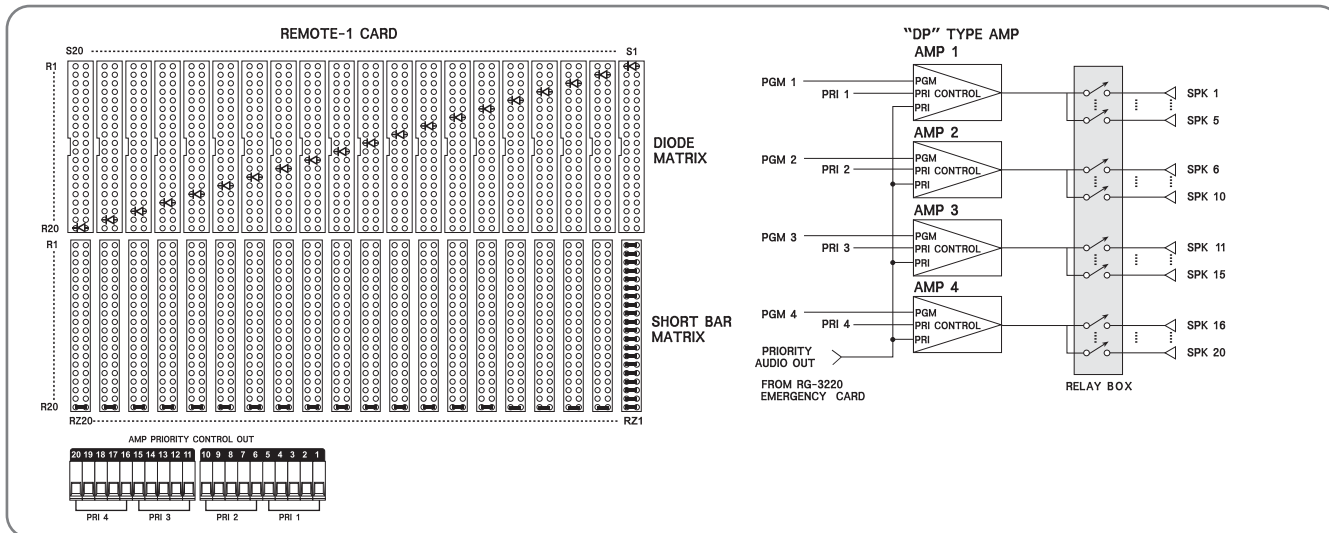 REMOTE-1 CARD
S20
S1
R1
R20
DIODE
MATRIX
R1
R20
SHORT BAR
MATRIX
RZ20
RZ1
AMP PRIORITY CONTROL OUT
20 19 18 17 16 15 14 13 12 11 10 9 8 7 6 5 4 3 2 1
PRI 4 PRI 3 PRI 2 PRI 1
"DP" TYPE AMP
AMP 1
PGM 1
PRI 1
PGM
PRI CONTROL
PRI
SPK 1
SPK 5
AMP 2
PGM 2
PRI 2
PGM
PRI CONTROL
PRI
SPK 6
SPK 10
AMP 3
PGM 3
PRI 3
PGM
PRI CONTROL
PRI
SPK 11
SPK 15
AMP 4
PGM 4
PRI 4
PGM
PRI CONTROL
PRI
SPK 16
SPK 20
PRIORITY
AUDIO OUT
FROM RG-3220
EMERGENCY CARD
RELAY BOX